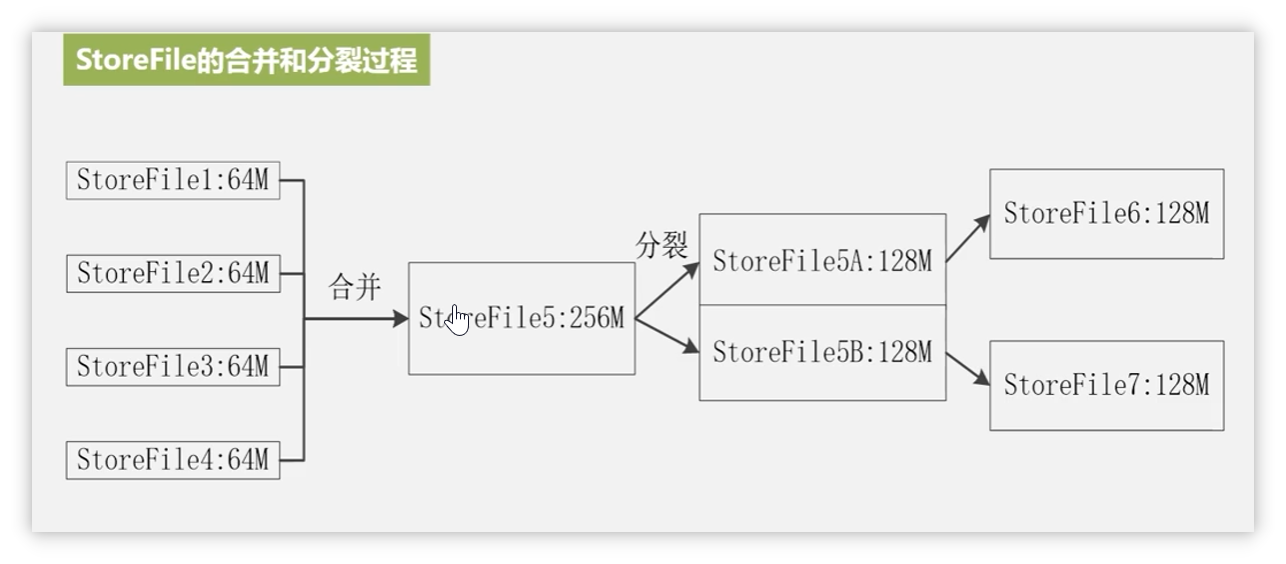 StoreFile的合并和分裂过程
StoreFile1:64M
StoreFile2:64M
StoreFile3:64M
StoreFile4:64M
合并
StoreFile5:256M
分裂
StoreFile5A:128M
StoreFile5B:128M
StoreFile6:128M
StoreFile7:128M